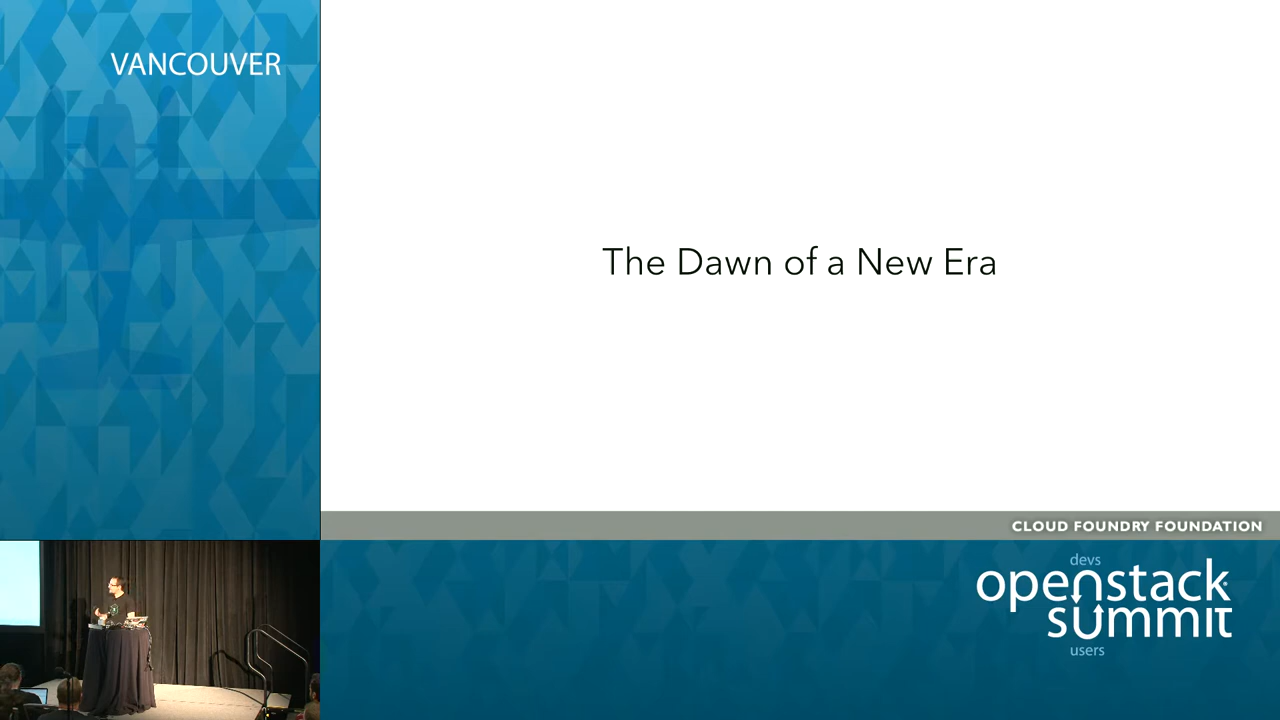 VANCOUVER
The Dawn of a New Era
CLOUD FOUNDRY FOUNDATION
devs
openstack
summit
users